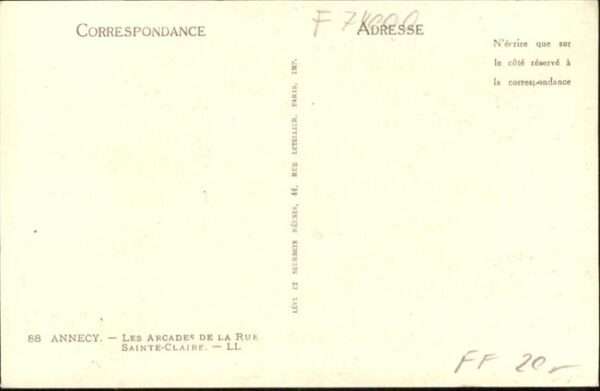 CORRESPONDANCE
F 74000
ADRESSE
N'écrire que sur
le côté réservé à
la correspondance
LÉVY ET NEURDEIN RÉUNIS, 44, RUE LETELLIER, PARIS, IMP.
88 ANNECY. — LES ARCADES DE LA RUE
SAINTE-CLAIRE. — LL
FF 20,-